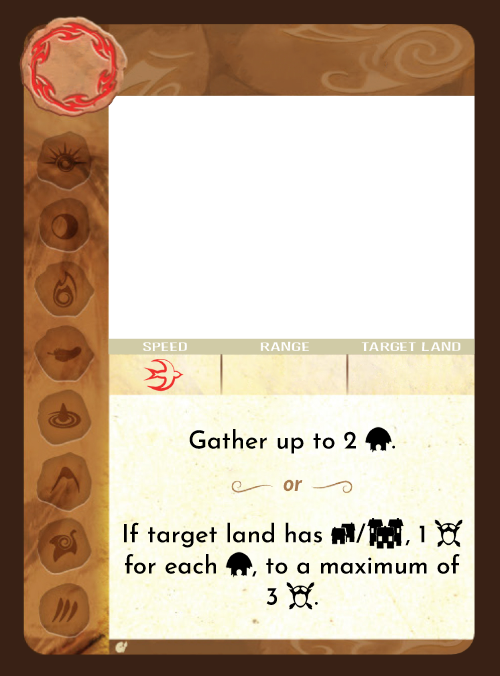 SPEED RANGE TARGET LAND
Gather up to 2 .
or
If target land has /, 1
for each , to a maximum of
3 .